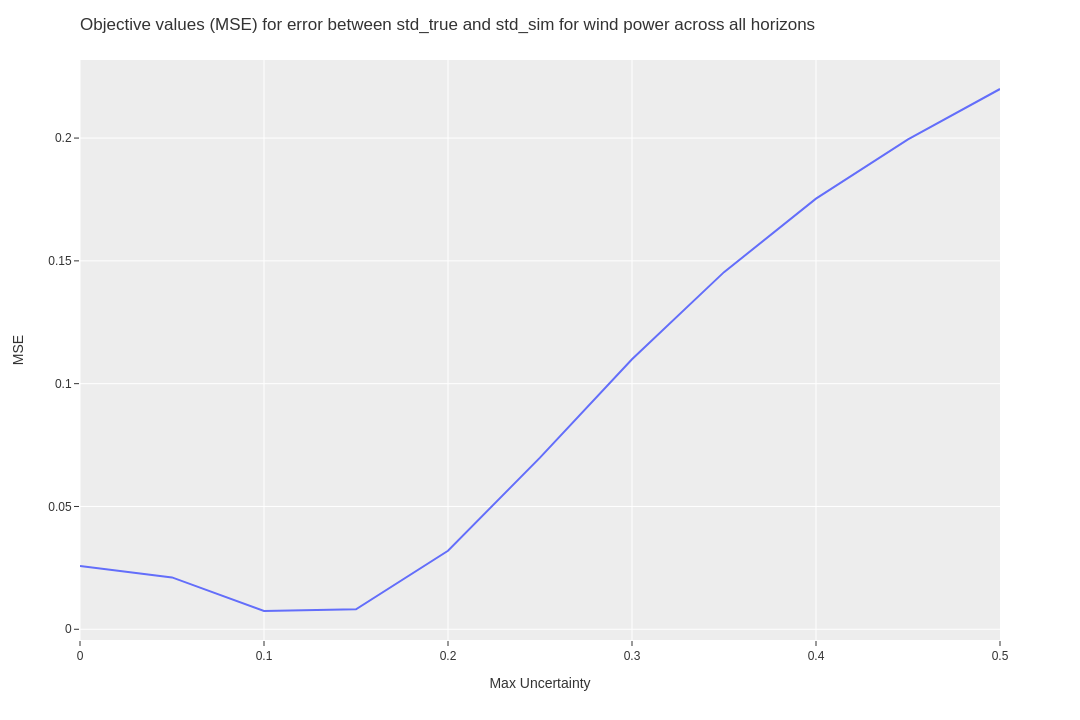 Objective values (MSE) for error between std_true and std_sim for wind power across all horizons
0.2
0.15
0.1
0.05
0
MSE
0 0.1 0.2 0.3 0.4 0.5
Max Uncertainty